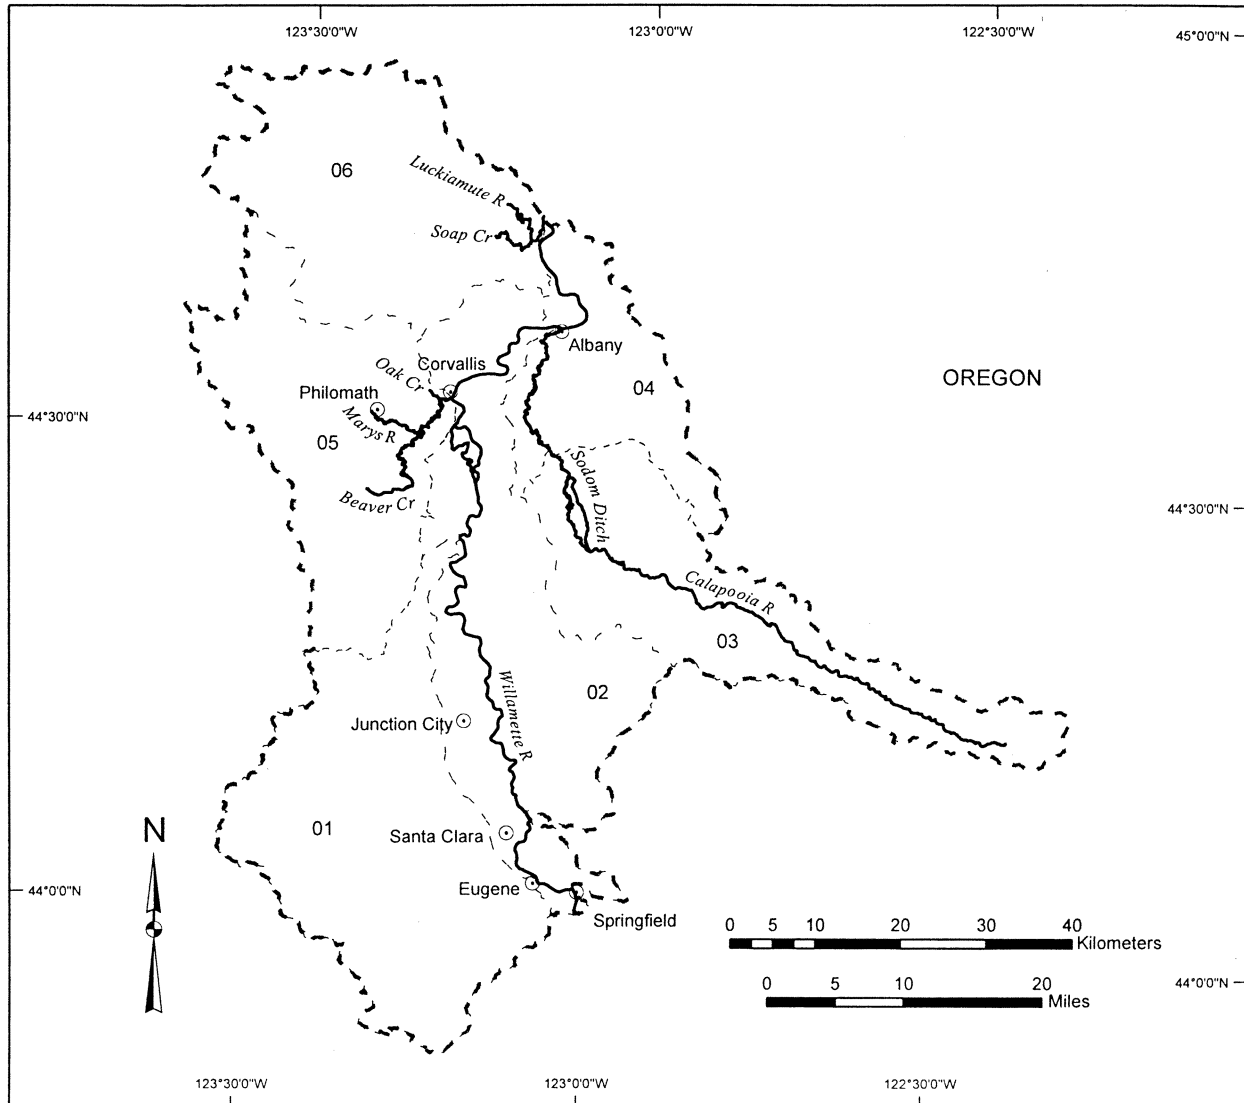 123°30'0"W 123°0'0"W 122°30'0"W
45°0'0"N
06
Luckiamute R
Soap Cr
Albany
Corvallis
Oak Cr
04
OREGON
Philomath
44°30'0"N
Marys R
05
Sodom Ditch
Beaver Cr
44°30'0"N
Calapooia R
03
02
Willamette R
Junction City
01
N
Santa Clara
Eugene
44°0'0"N
Springfield
0 5 10 20 30 40
Kilometers
0 5 10 20
Miles
44°0'0"N
123°30'0"W 123°0'0"W 122°30'0"W